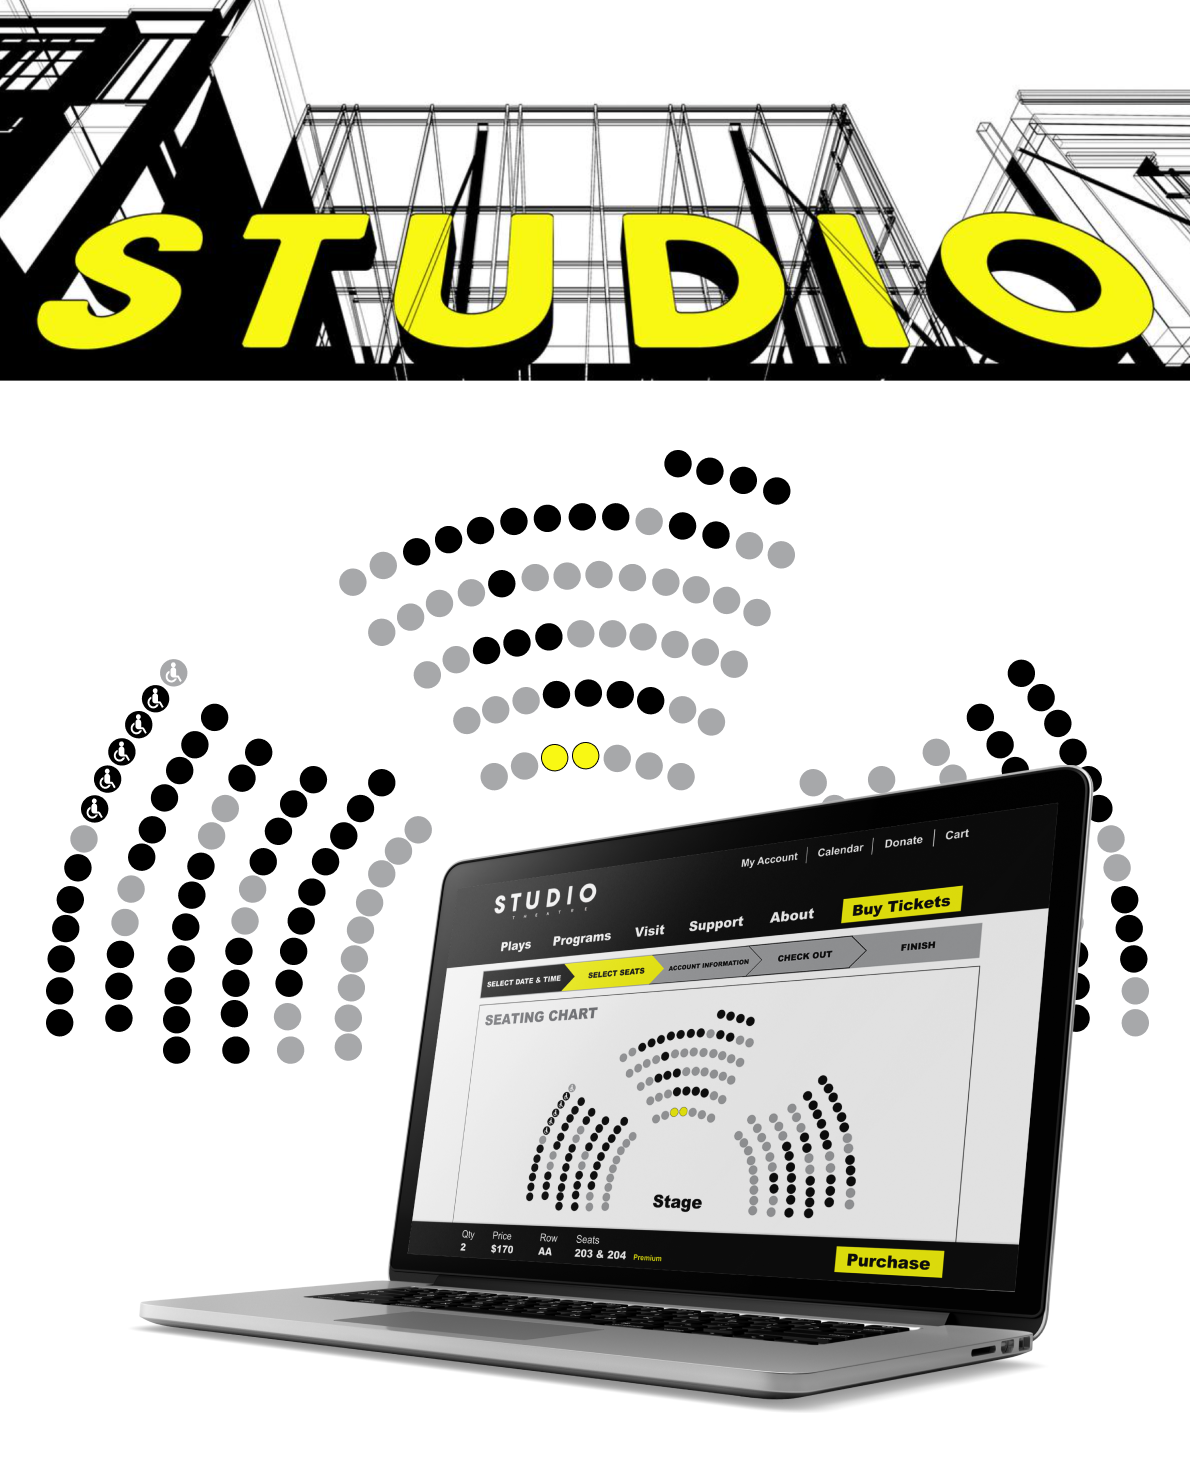 STUDIO
My Account
Calendar
Donate
Cart
STUDIO
THEATRE
Plays
Programs
Visit
Support
About
Buy Tickets
SELECT DATE & TIME
SELECT SEATS
ACCOUNT INFORMATION
CHECK OUT
FINISH
SEATING CHART
Stage
Qty Price Row Seats
2 $170 AA 203 & 204 Premium
Purchase